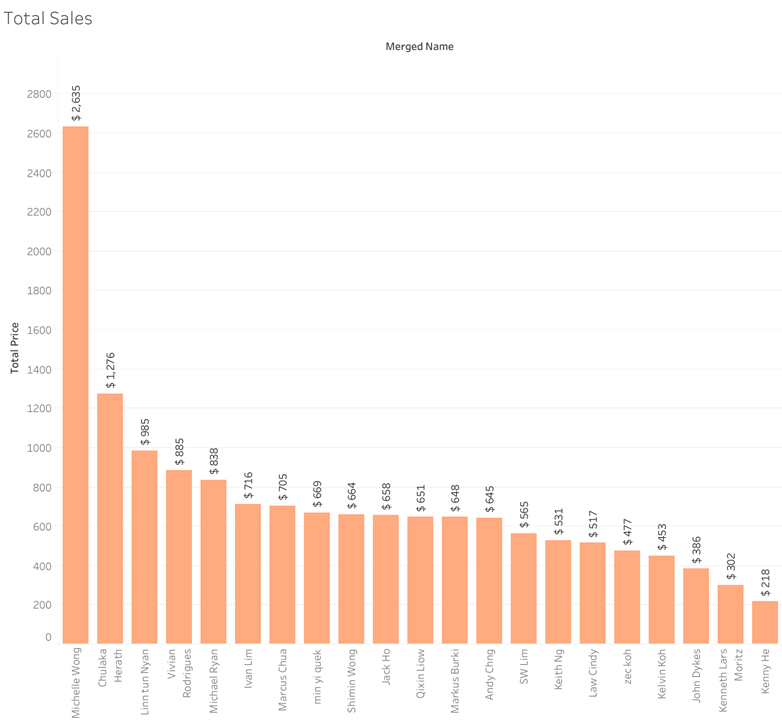 Total Sales
Merged Name
Total Price
2800
2600
2400
2200
2000
1800
1600
1400
1200
1000
800
600
400
200
0
$ 2,635
$ 1,276
$ 985
$ 885
$ 838
$ 716
$ 705
$ 669
$ 664
$ 658
$ 651
$ 648
$ 645
$ 565
$ 531
$ 517
$ 477
$ 453
$ 386
$ 302
$ 218
Michelle Wong
Chulaka
Herath
Linn tun Nyan
Vivian
Rodrigues
Michael Ryan
Ivan Lim
Marcus Chua
min yi quek
Shimin Wong
Jack Ho
Qixin Liow
Markus Burki
Andy Chng
SW Lim
Keith Ng
Law Cindy
zec koh
Kelvin Koh
John Dykes
Kenneth Lars
Moritz
Kenny He